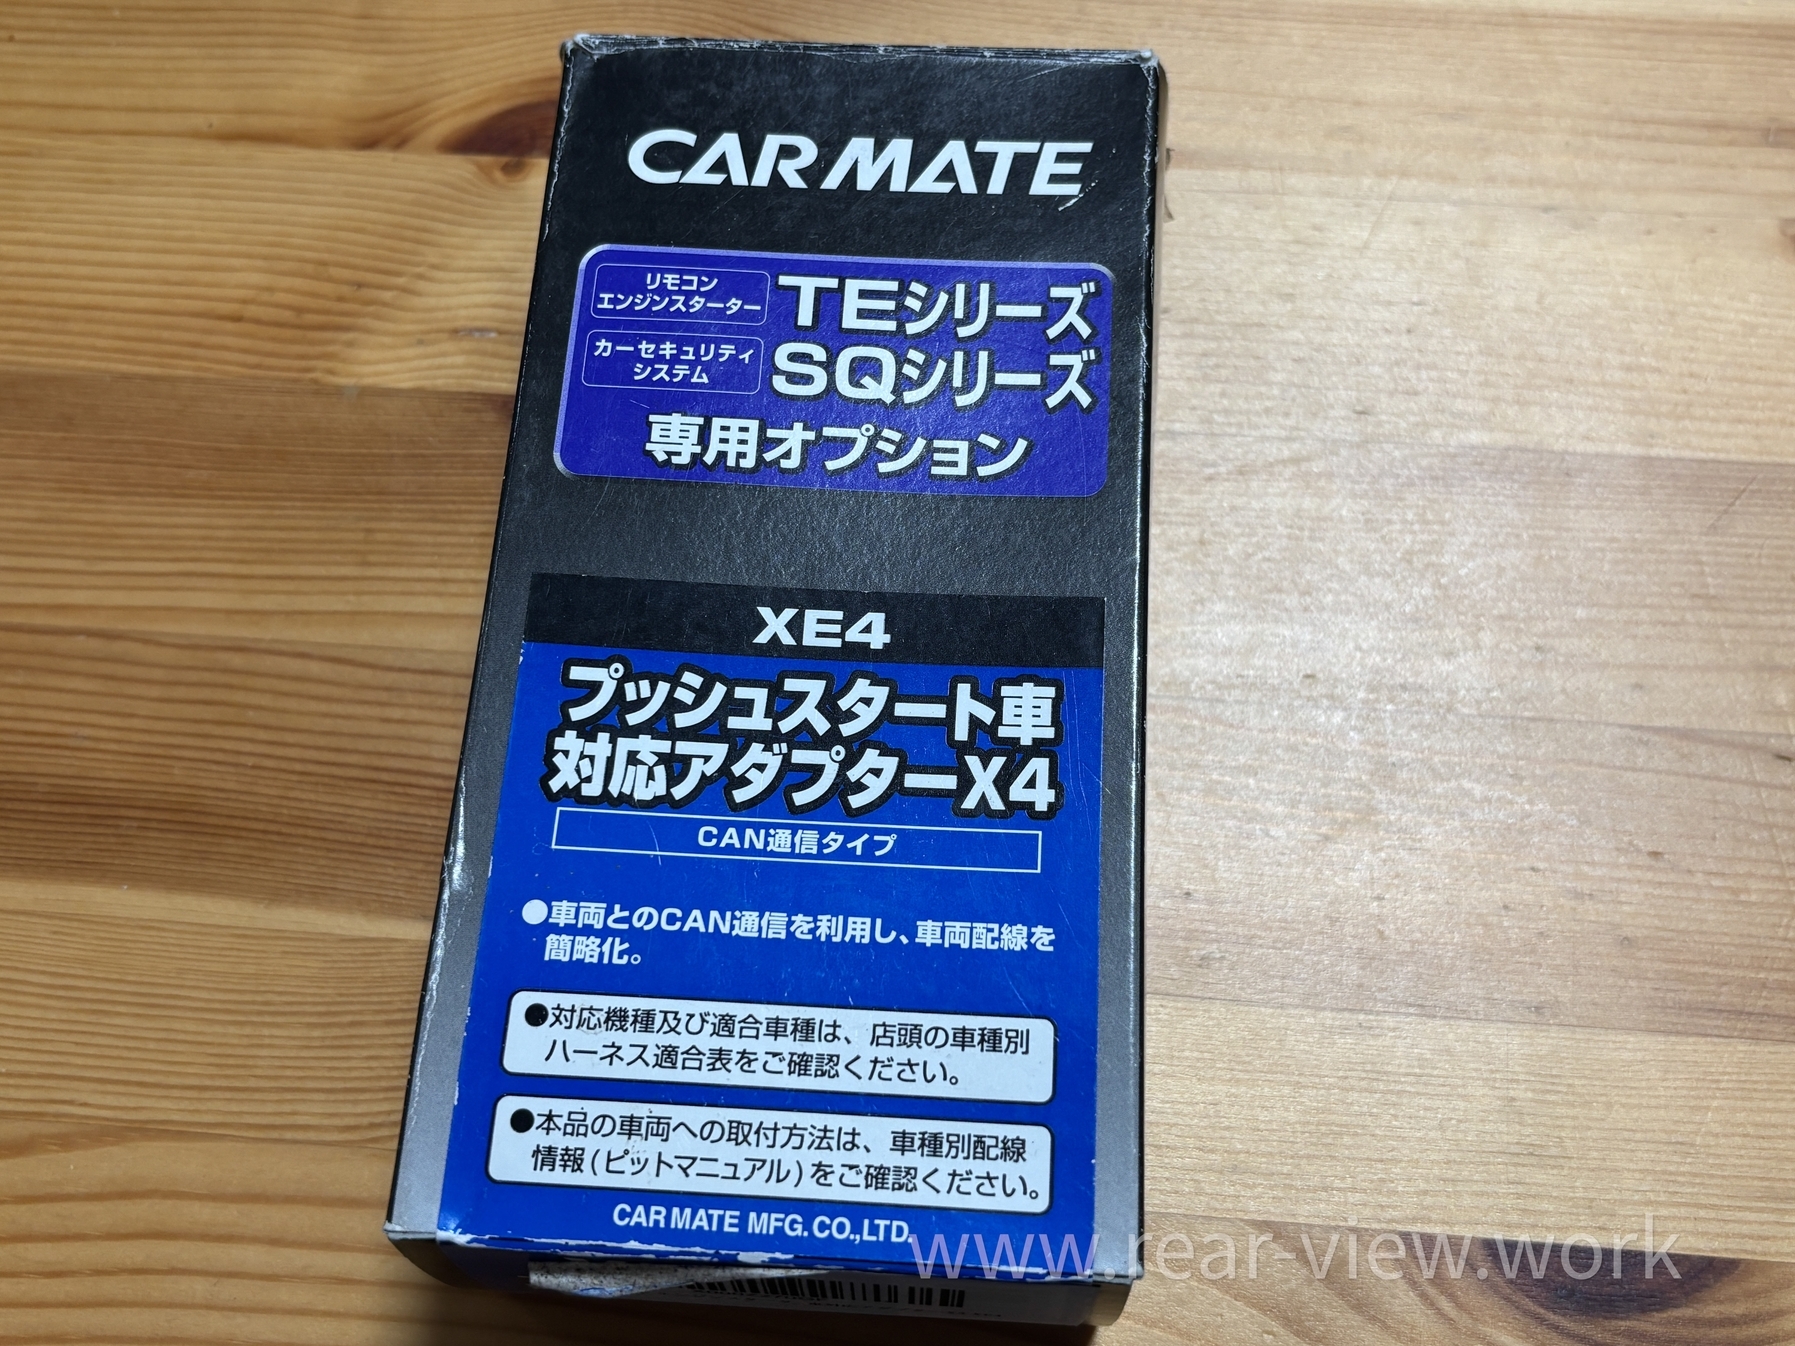 CARMATE
リモコン
エンジンスターター
TEシリーズ
カーセキュリティ
システム
SQシリーズ
専用オプション
XE4
プッシュスタート車
対応アダプターX4
CAN通信タイプ
●車両とのCAN通信を利用し、車両配線を
簡略化。
●対応機種及び適合車種は、店頭の車種別
ハーネス適合表をご確認ください。
●本品の車両への取付方法は、車種別配線
情報(ピットマニュアル)をご確認ください。
CARMATE MFG.CO.,LTD.
www.rear-view.work